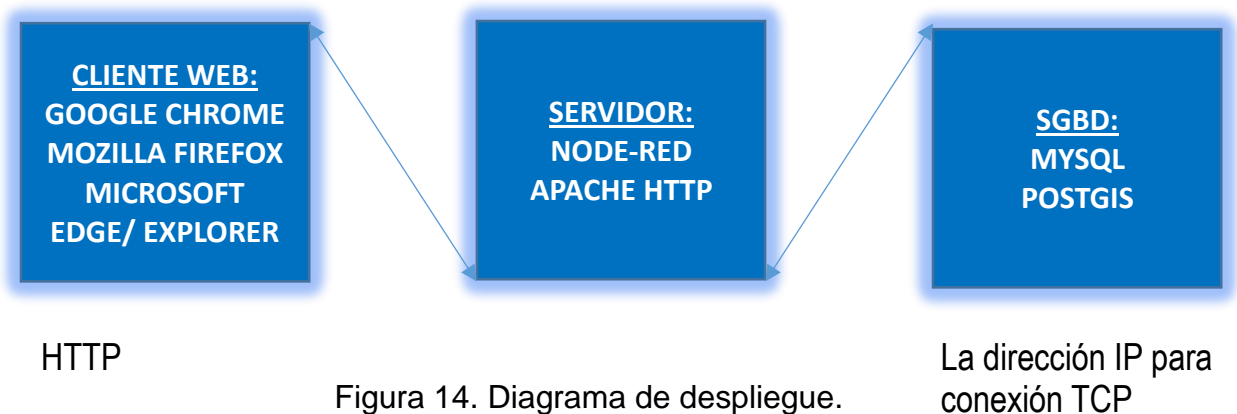 CLIENTE WEB:
GOOGLE CHROME
MOZILLA FIREFOX
MICROSOFT
EDGE/ EXPLORER
SERVIDOR:
NODE-RED
APACHE HTTP
SGBD:
MYSQL
POSTGIS
HTTP
La dirección IP para
conexión TCP
Figura 14. Diagrama de despliegue.